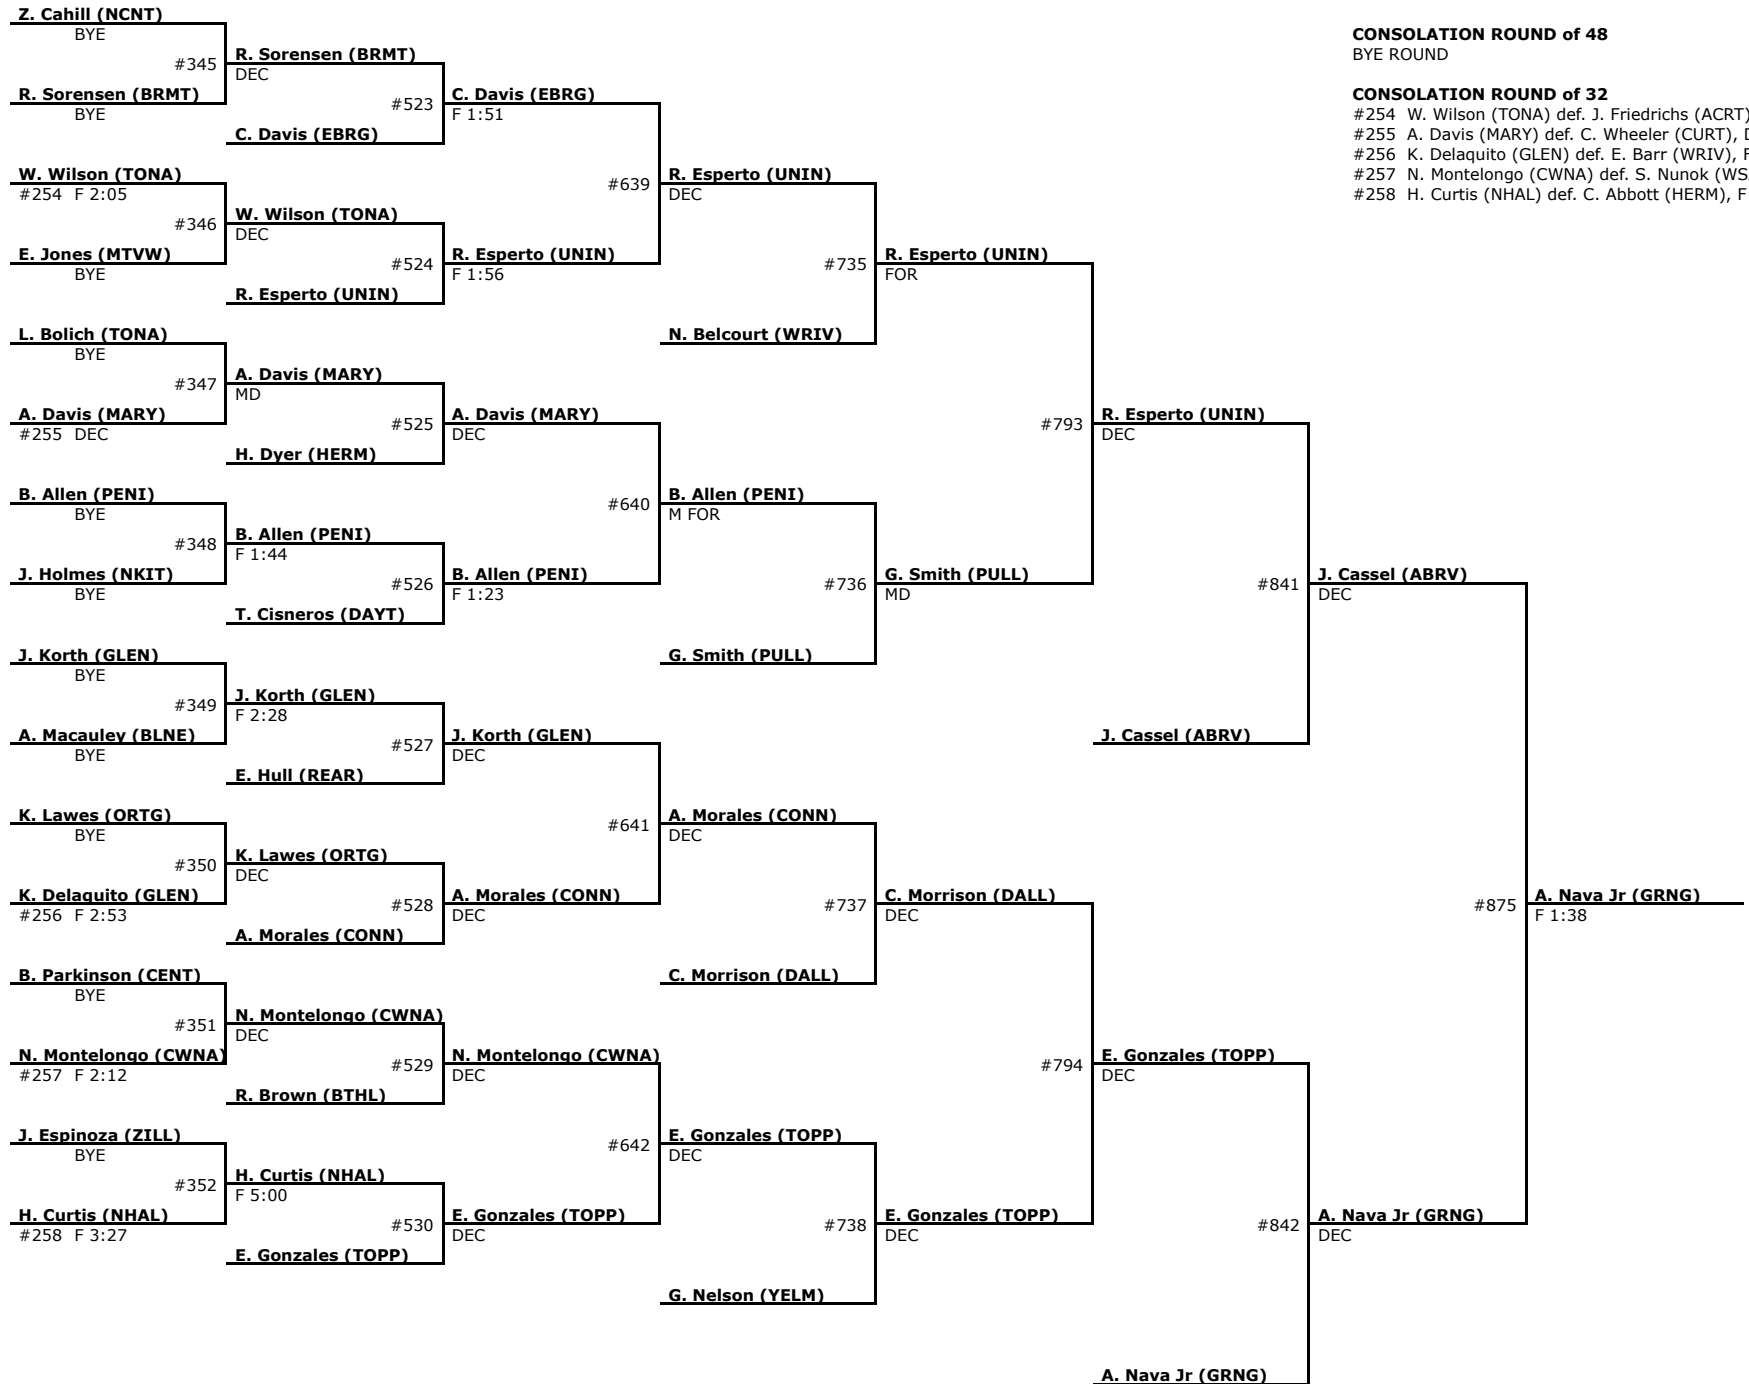 Z. Cahill (NCNT)
BYE
#345
R. Sorensen (BRMT)
BYE
W. Wilson (TONA)
#254 F 2:05
#346
E. Jones (MTVW)
BYE
L. Bolich (TONA)
BYE
#347
A. Davis (MARY)
#255 DEC
B. Allen (PENI)
BYE
#348
J. Holmes (NKIT)
BYE
J. Korth (GLEN)
BYE
#349
A. Macauley (BLNE)
BYE
K. Lawes (ORTG)
BYE
#350
K. Delaquito (GLEN)
#256 F 2:53
B. Parkinson (CENT)
BYE
#351
N. Montelongo (CWNA)
#257 F 2:12
J. Espinoza (ZILL)
BYE
#352
H. Curtis (NHAL)
#258 F 3:27
R. Sorensen (BRMT)
DEC
#523
C. Davis (EBRG)
W. Wilson (TONA)
DEC
#524
R. Esperto (UNIN)
A. Davis (MARY)
MD
#525
H. Dyer (HERM)
B. Allen (PENI)
F 1:44
#526
T. Cisneros (DAYT)
J. Korth (GLEN)
F 2:28
#527
E. Hull (REAR)
K. Lawes (ORTG)
DEC
#528
A. Morales (CONN)
N. Montelongo (CWNA)
DEC
#529
R. Brown (BTHL)
H. Curtis (NHAL)
F 5:00
#530
E. Gonzales (TOPP)
C. Davis (EBRG)
F 1:51
#639
R. Esperto (UNIN)
F 1:56
A. Davis (MARY)
DEC
#640
B. Allen (PENI)
F 1:23
J. Korth (GLEN)
DEC
#641
A. Morales (CONN)
DEC
N. Montelongo (CWNA)
DEC
#642
E. Gonzales (TOPP)
DEC
R. Esperto (UNIN)
DEC
#735
N. Belcourt (WRIV)
B. Allen (PENI)
M FOR
#736
G. Smith (PULL)
A. Morales (CONN)
DEC
#737
C. Morrison (DALL)
E. Gonzales (TOPP)
DEC
#738
G. Nelson (YELM)
R. Esperto (UNIN)
FOR
#793
G. Smith (PULL)
MD
C. Morrison (DALL)
DEC
#794
E. Gonzales (TOPP)
DEC
R. Esperto (UNIN)
DEC
#841
J. Cassel (ABRV)
E. Gonzales (TOPP)
DEC
#842
A. Nava Jr (GRNG)
J. Cassel (ABRV)
DEC
#875
A. Nava Jr (GRNG)
DEC
A. Nava Jr (GRNG)
F 1:38
CONSOLATION ROUND of 48
BYE ROUND
CONSOLATION ROUND of 32
#254 W. Wilson (TONA) def. J. Friedrichs (ACRT)
#255 A. Davis (MARY) def. C. Wheeler (CURT),
#256 K. Delaquito (GLEN) def. E. Barr (WRIV), F
#257 N. Montelongo (CWNA) def. S. Nunok (WS
#258 H. Curtis (NHAL) def. C. Abbott (HERM), F